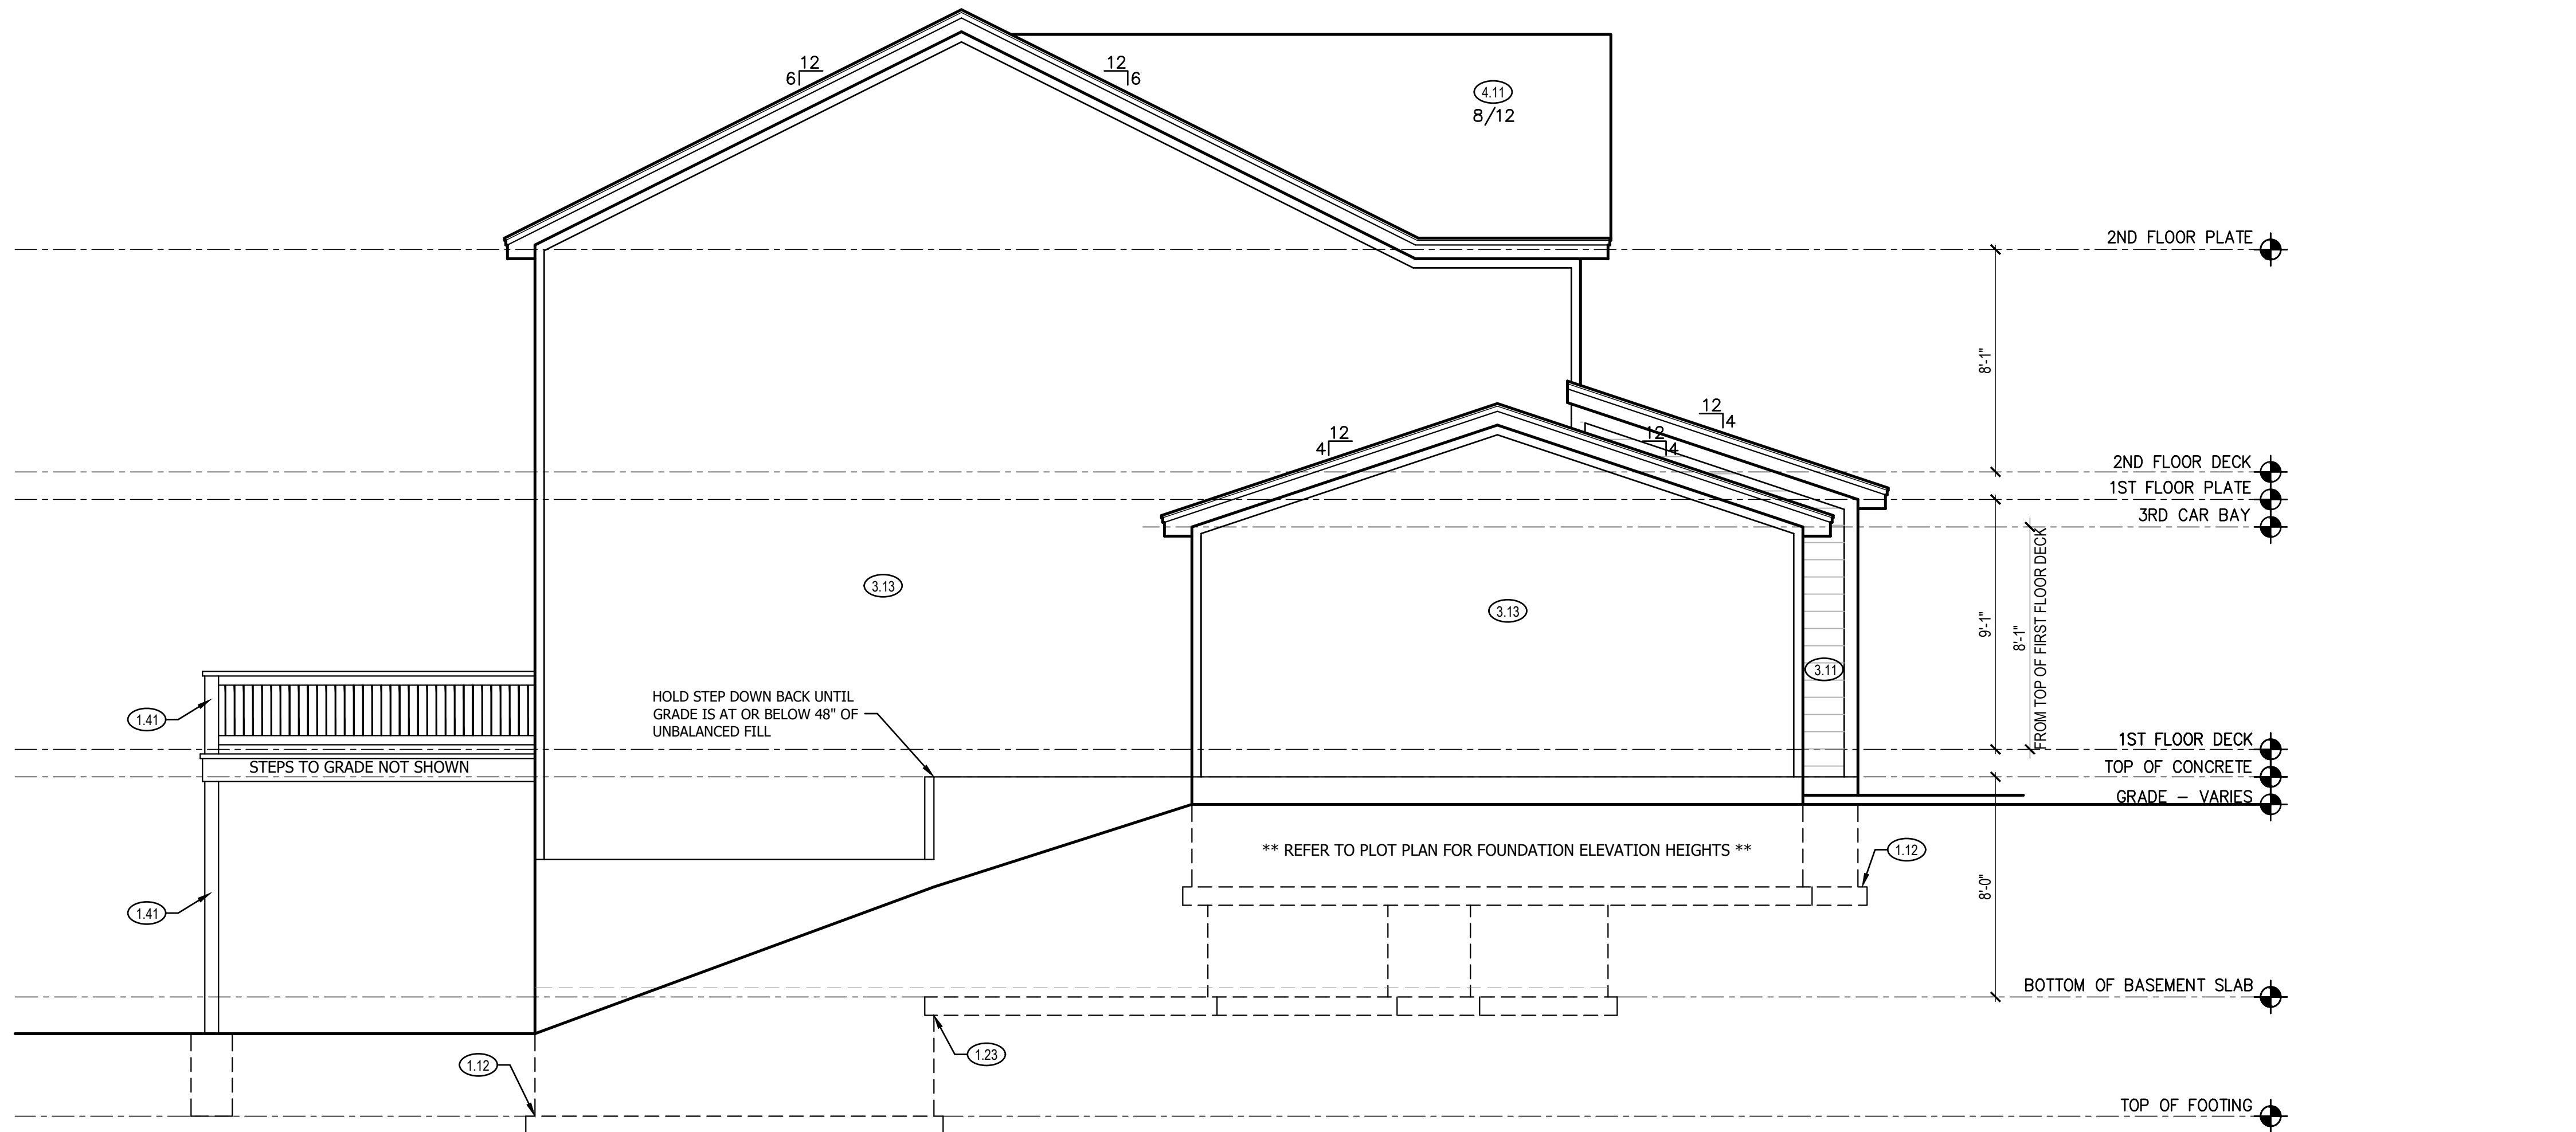 12
6
12
6
4.11
8/12
2ND FLOOR PLATE
8'-1"
12
4
12
4
12
4
2ND FLOOR DECK
1ST FLOOR PLATE
3RD CAR BAY
3.13
3.13
3.11
9'-1"
8'-1"
FROM TOP OF FIRST FLOOR DECK
1.41
HOLD STEP DOWN BACK UNTIL
GRADE IS AT OR BELOW 48" OF
UNBALANCED FILL
1ST FLOOR DECK
STEPS TO GRADE NOT SHOWN
TOP OF CONCRETE
GRADE – VARIES
** REFER TO PLOT PLAN FOR FOUNDATION ELEVATION HEIGHTS **
1.12
1.41
8'-0"
BOTTOM OF BASEMENT SLAB
1.12
1.23
TOP OF FOOTING